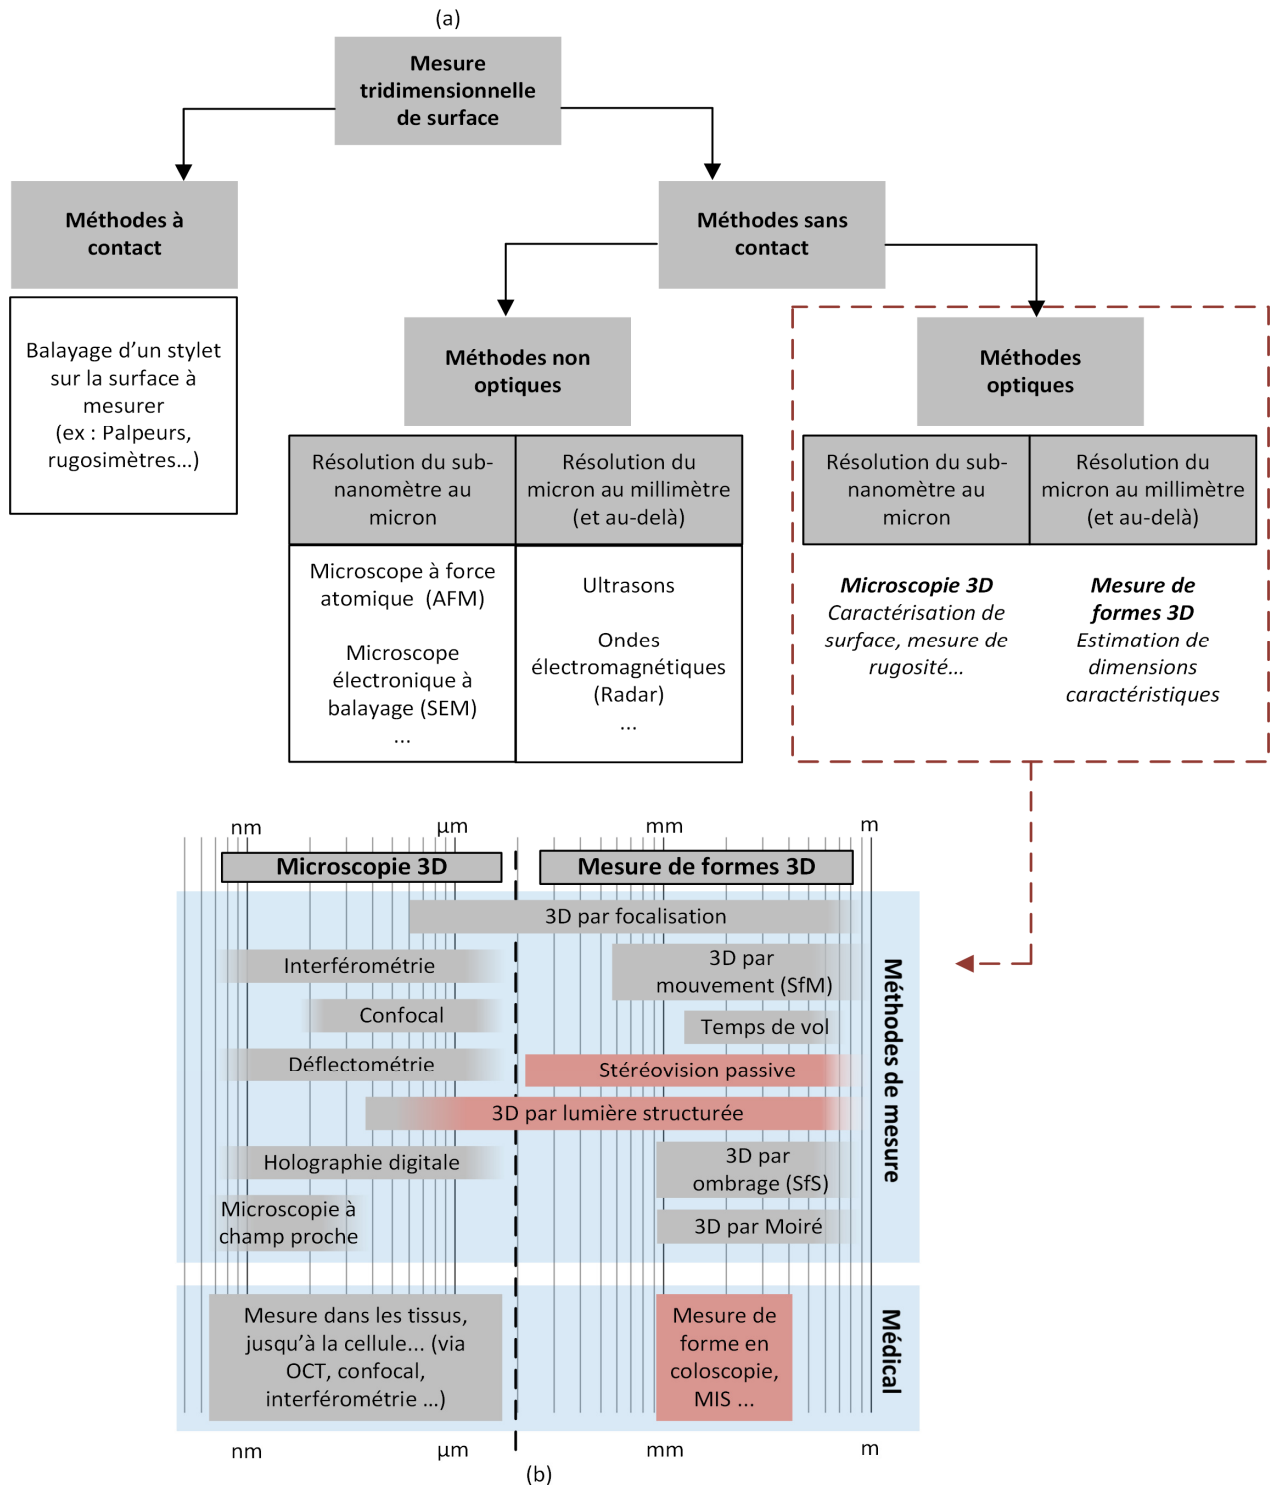 (a)
Mesure
tridimensionnelle
de surface
Méthodes à
contact
Méthodes sans
contact
Balayage d’un stylet
sur la surface à
mesurer
(ex : Palpeurs,
rugosimètres...)
Méthodes non
optiques
Méthodes
optiques
Résolution du sub-
nanomètre au
micron
Résolution du
micron au millimètre
(et au-delà)
Résolution du sub-
nanomètre au
micron
Résolution du
micron au millimètre
(et au-delà)
Microscope à force
atomique (AFM)
Microscope
électronique à
balayage (SEM)
...
Ultrasons
Ondes
électromagnétiques
(Radar)
...
Microscopie 3D
Caractérisation de
surface, mesure de
rugosité...
Mesure de
formes 3D
Estimation de
dimensions
caractéristiques
nm
µm
mm
m
Microscopie 3D
Mesure de formes 3D
3D par focalisation
Interférométrie
3D par
mouvement (SfM)
Confocal
Temps de vol
Déflectométrie
Stéréovision passive
3D par lumière structurée
Holographie digitale
3D par
ombrage (SfS)
Microscopie à
champ proche
3D par Moiré
Méthodes de mesure
Mesure dans les tissus,
jusqu’à la cellule... (via
OCT, confocal,
interférométrie ...)
Mesure de
forme en
coloscopie,
MIS ...
Médical
nm
µm
mm
m
(b)